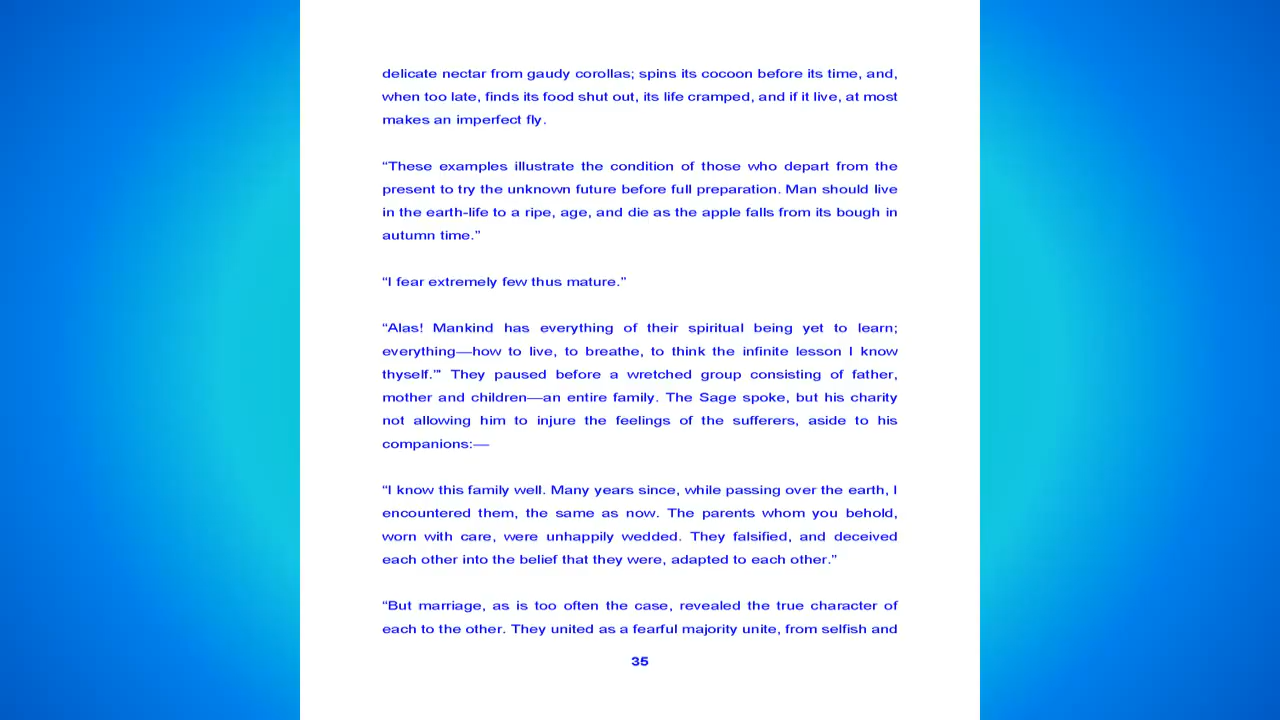 delicate nectar from gaudy corollas; spins its cocoon before its time, and,
when too late, finds its food shut out, its life cramped, and if it live, at most
makes an imperfect fly.
“These examples illustrate the condition of those who depart from the
present to try the unknown future before full preparation. Man should live
in the earth-life to a ripe, age, and die as the apple falls from its bough in
autumn time.”
“I fear extremely few thus mature.”
“Alas! Mankind has everything of their spiritual being yet to learn;
everything—how to live, to breathe, to think the infinite lesson I know
thyself.'" They paused before a wretched group consisting of father,
mother and children—an entire family. The Sage spoke, but his charity
not allowing him to injure the feelings of the sufferers, aside to his
companions:—
“I know this family well. Many years since, while passing over the earth, I
encountered them, the same as now. The parents whom you behold,
worn with care, were unhappily wedded. They falsified, and deceived
each other into the belief that they were, adapted to each other.”
“But marriage, as is too often the case, revealed the true character of
each to the other. They united as a fearful majority unite, from selfish and
35